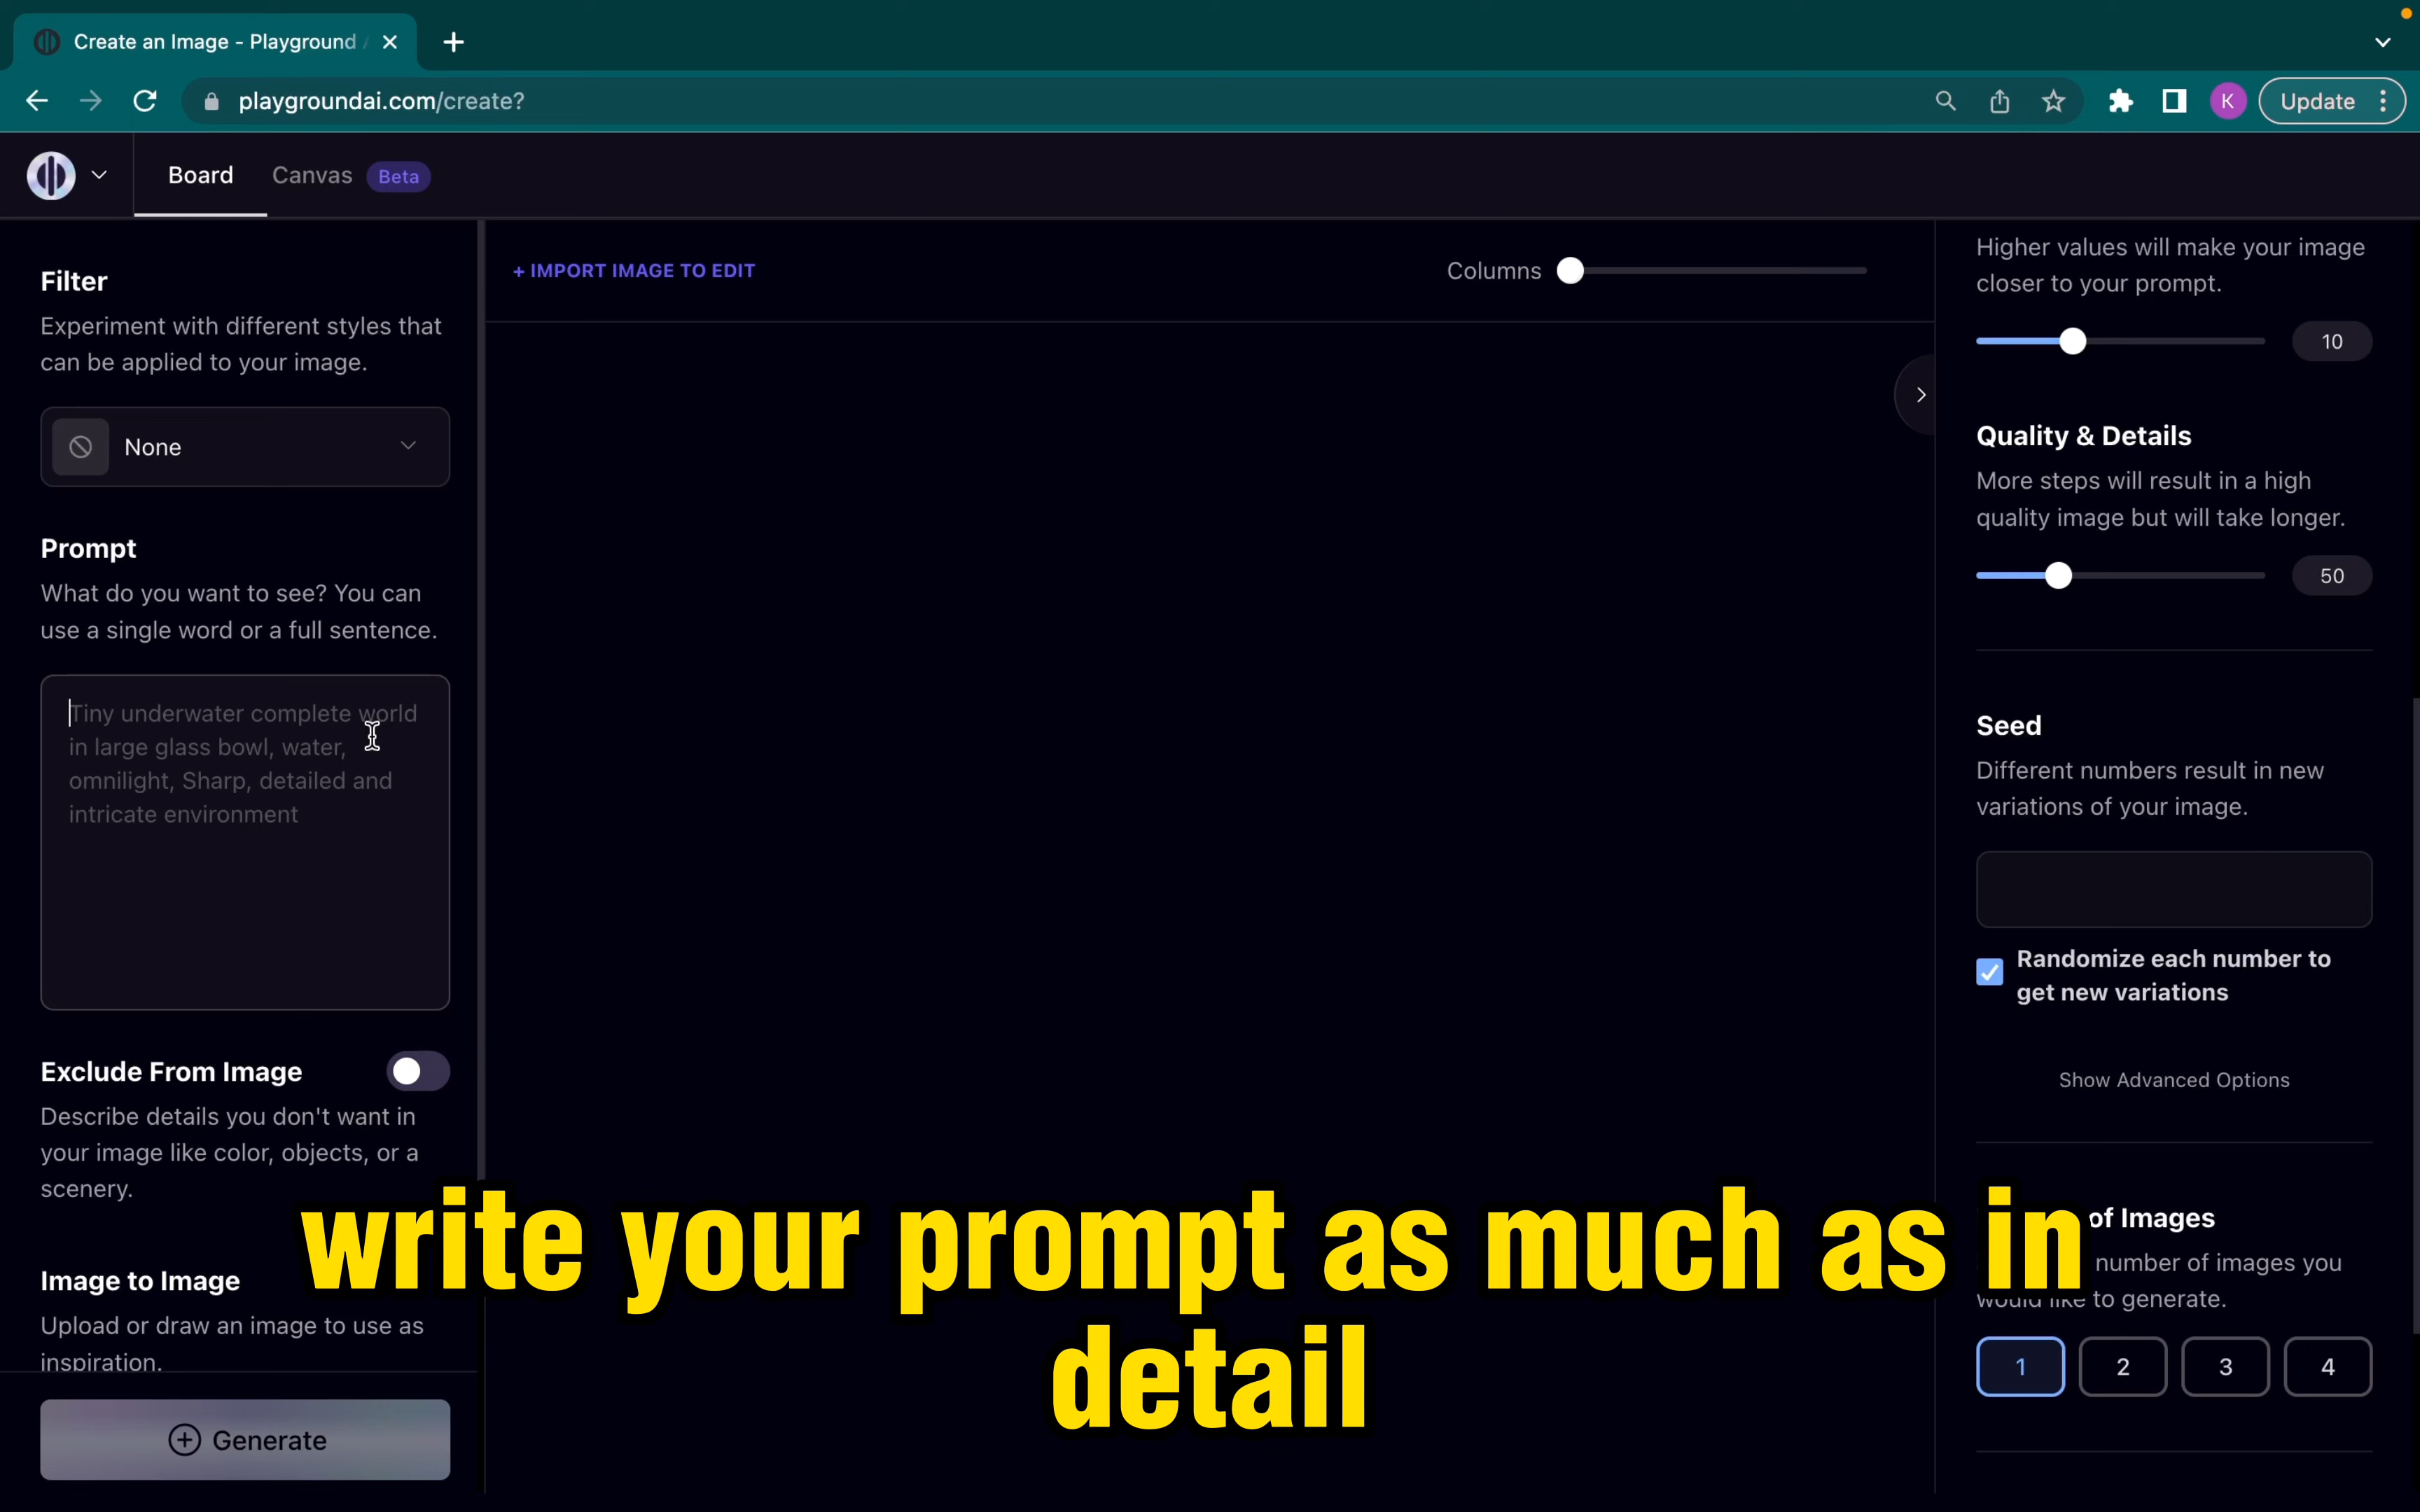 Create an Image - Playground
playgroundai.com/create?
K
Update
Board
Canvas
Beta
Filter
Experiment with different styles that
can be applied to your image.
None
Prompt
What do you want to see? You can
use a single word or a full sentence.
Tiny underwater complete world
in large glass bowl, water,
omnilight, Sharp, detailed and
intricate environment
Exclude From Image
Describe details you don't want in
your image like color, objects, or a
scenery.
Image to Image
Upload or draw an image to use as
inspiration.
Generate
+ IMPORT IMAGE TO EDIT
Columns
Higher values will make your image
closer to your prompt.
10
Quality & Details
More steps will result in a high
quality image but will take longer.
50
Seed
Different numbers result in new
variations of your image.
Randomize each number to
get new variations
Show Advanced Options
of Images
number of images you
would like to generate.
1
2
3
4
write your prompt as much as in
detail